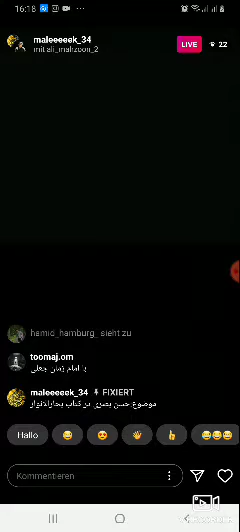 16:18
maleeeeek_34
mit ali_mahzoon_2
LIVE
22
hamid_hamburg_ sieht zu
toomaj.om
با امام زمان جعلی
maleeeeek_34 FIXIERT
موضوع حسن بصری در کتاب بحارالانوار
Hallo
Kommentieren